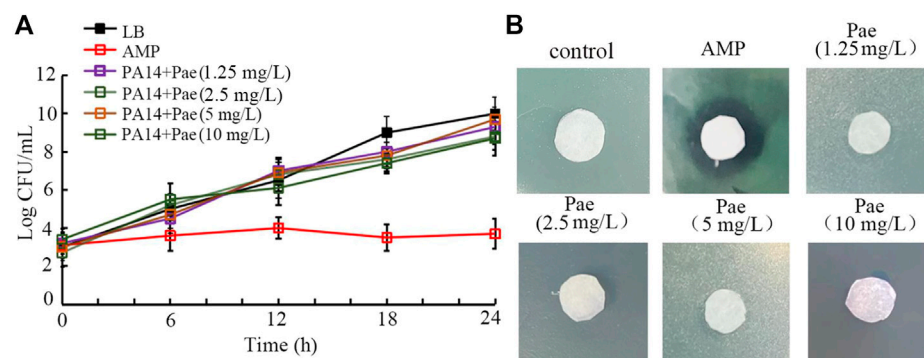 A
LB
AMP
PA14+Pae(1.25 mg/L)
PA14+Pae(2.5 mg/L)
PA14+Pae(5 mg/L)
PA14+Pae(10 mg/L)
Log CFU/mL
12
10
8
6
4
2
0
0
6
12
18
24
Time (h)
B
control
AMP
Pae
(1.25 mg/L)
Pae
(2.5 mg/L)
Pae
(5 mg/L)
Pae
(10 mg/L)